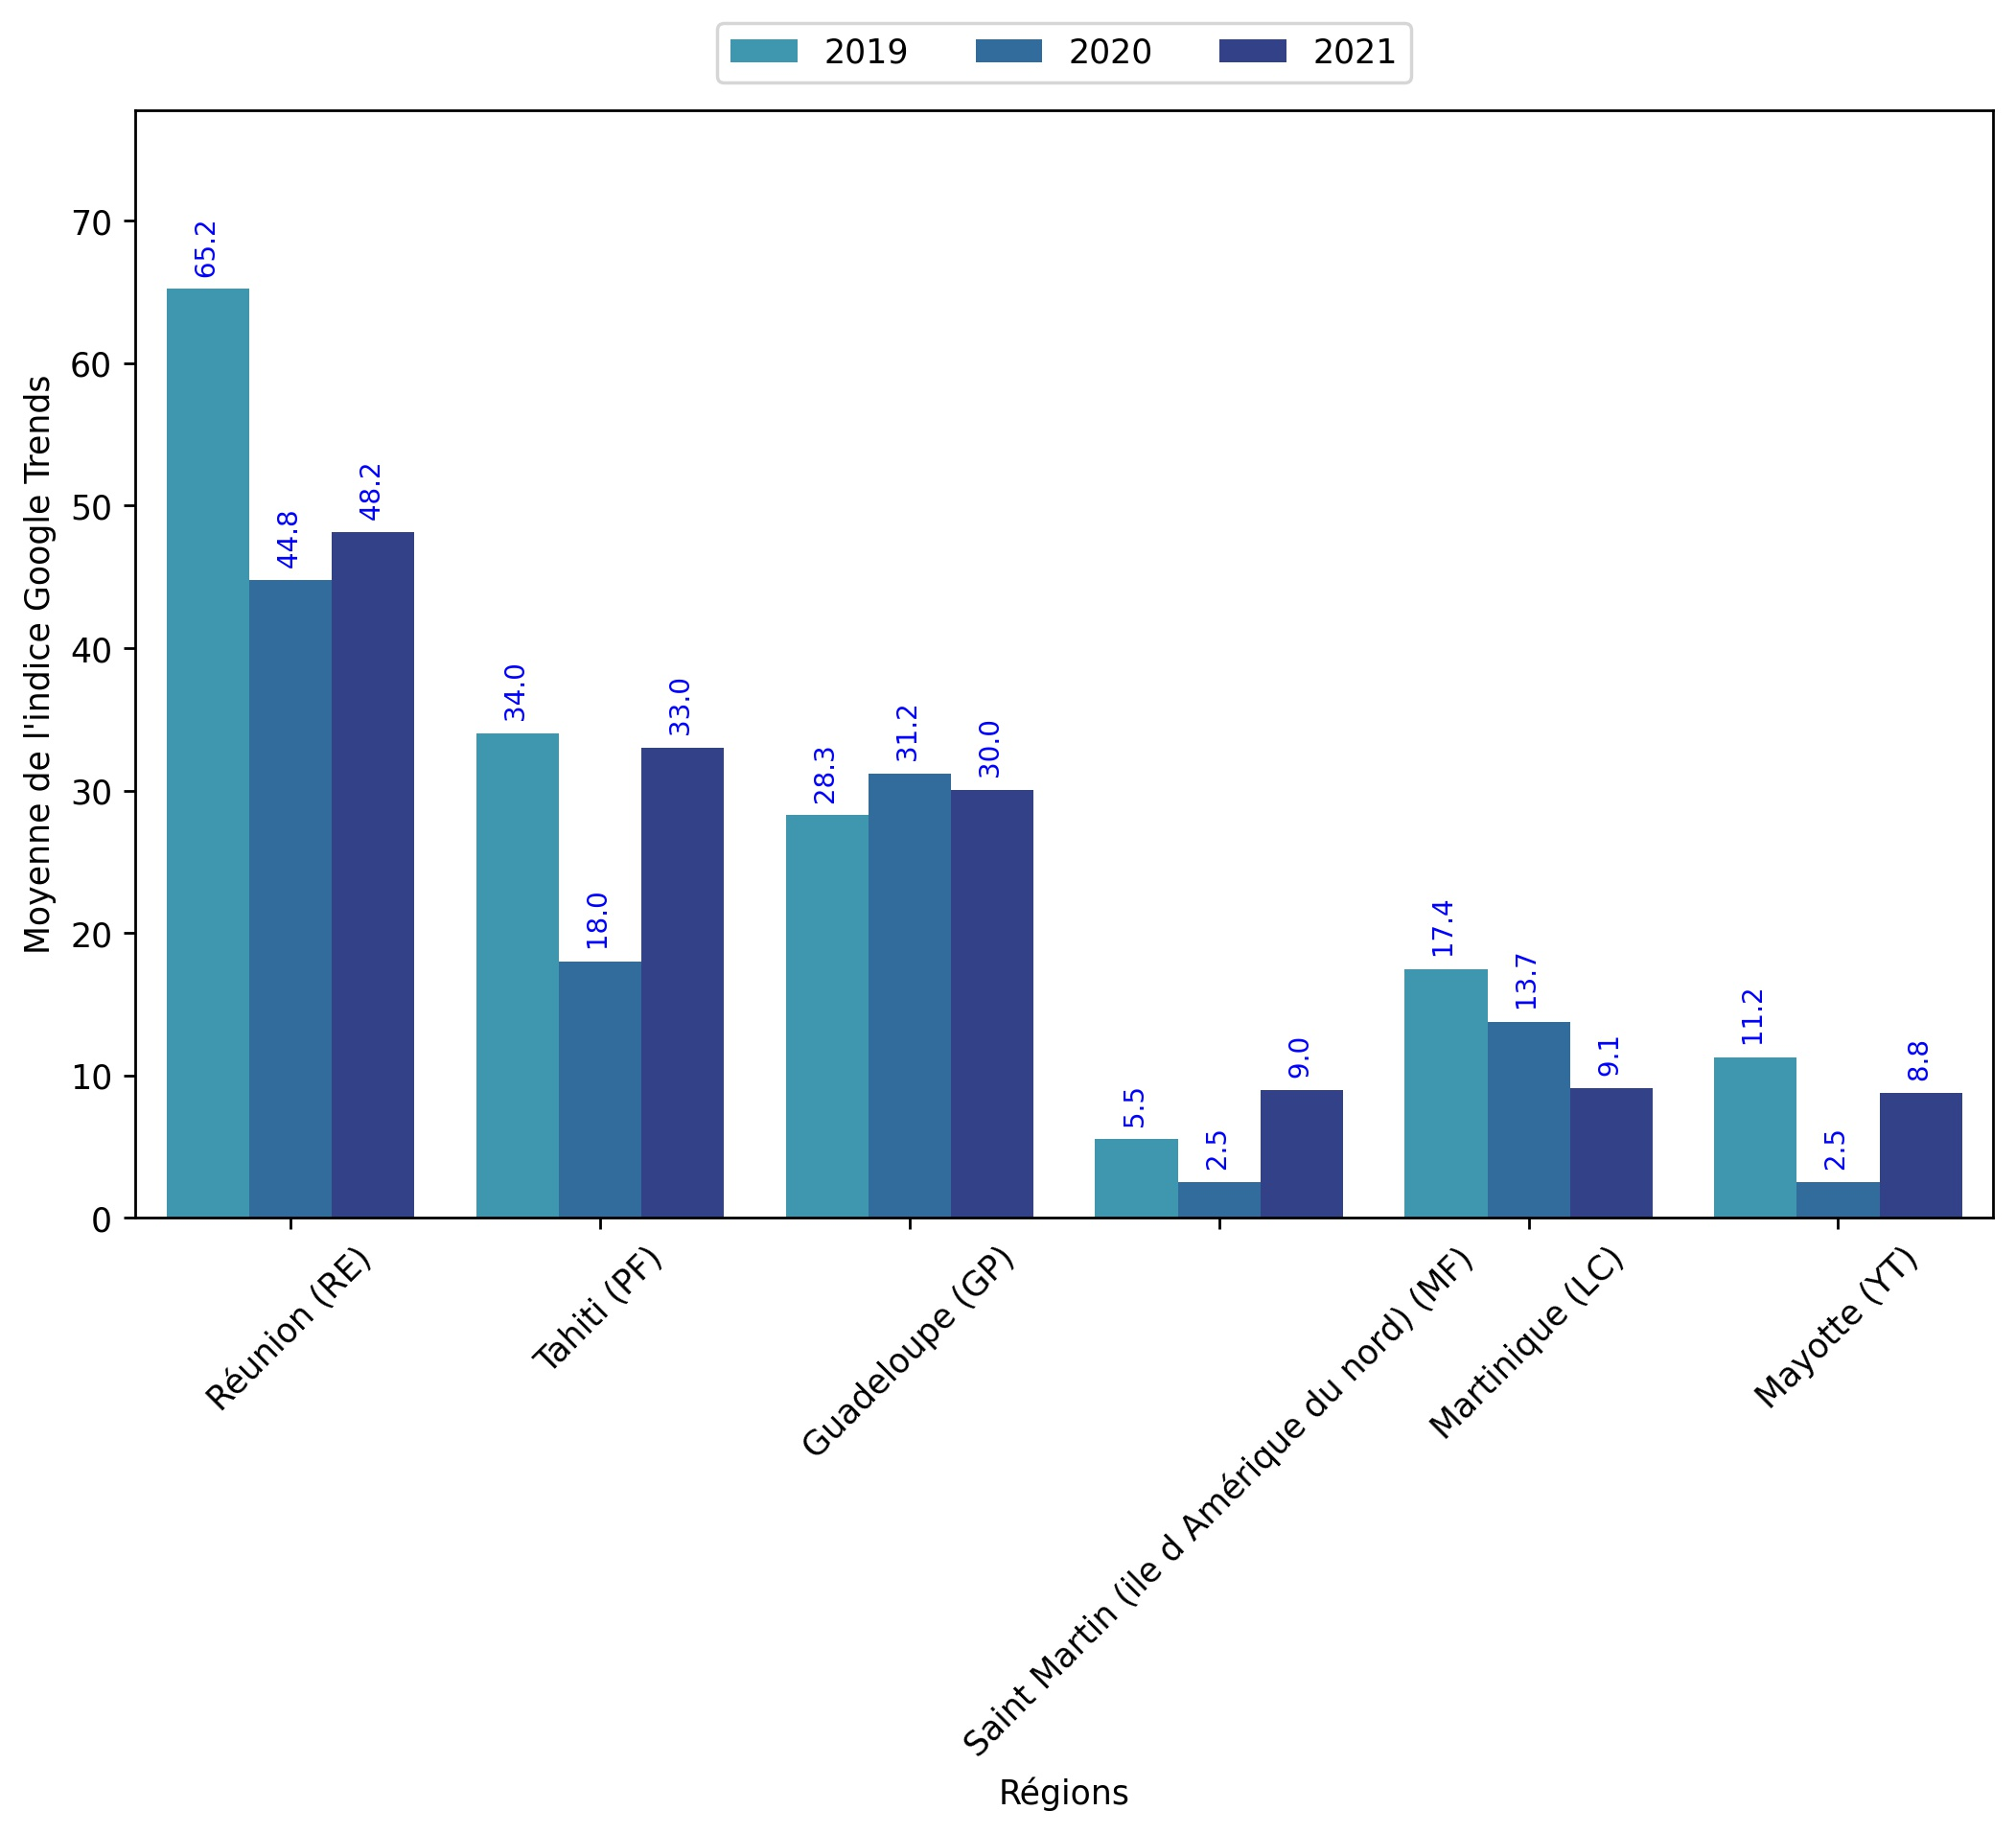 2019 2020 2021
Moyenne de l'indice Google Trends
70
60
50
40
30
20
10
0
65.2 44.8 48.2
34.0 18.0 33.0
28.3 31.2 30.0
5.5 2.5 9.0
17.4 13.7 9.1
11.2 2.5 8.8
Réunion (RE)
Tahiti (PF)
Guadeloupe (GP)
Saint Martin (ile d Amérique du nord) (MF)
Martinique (LC)
Mayotte (YT)
Régions